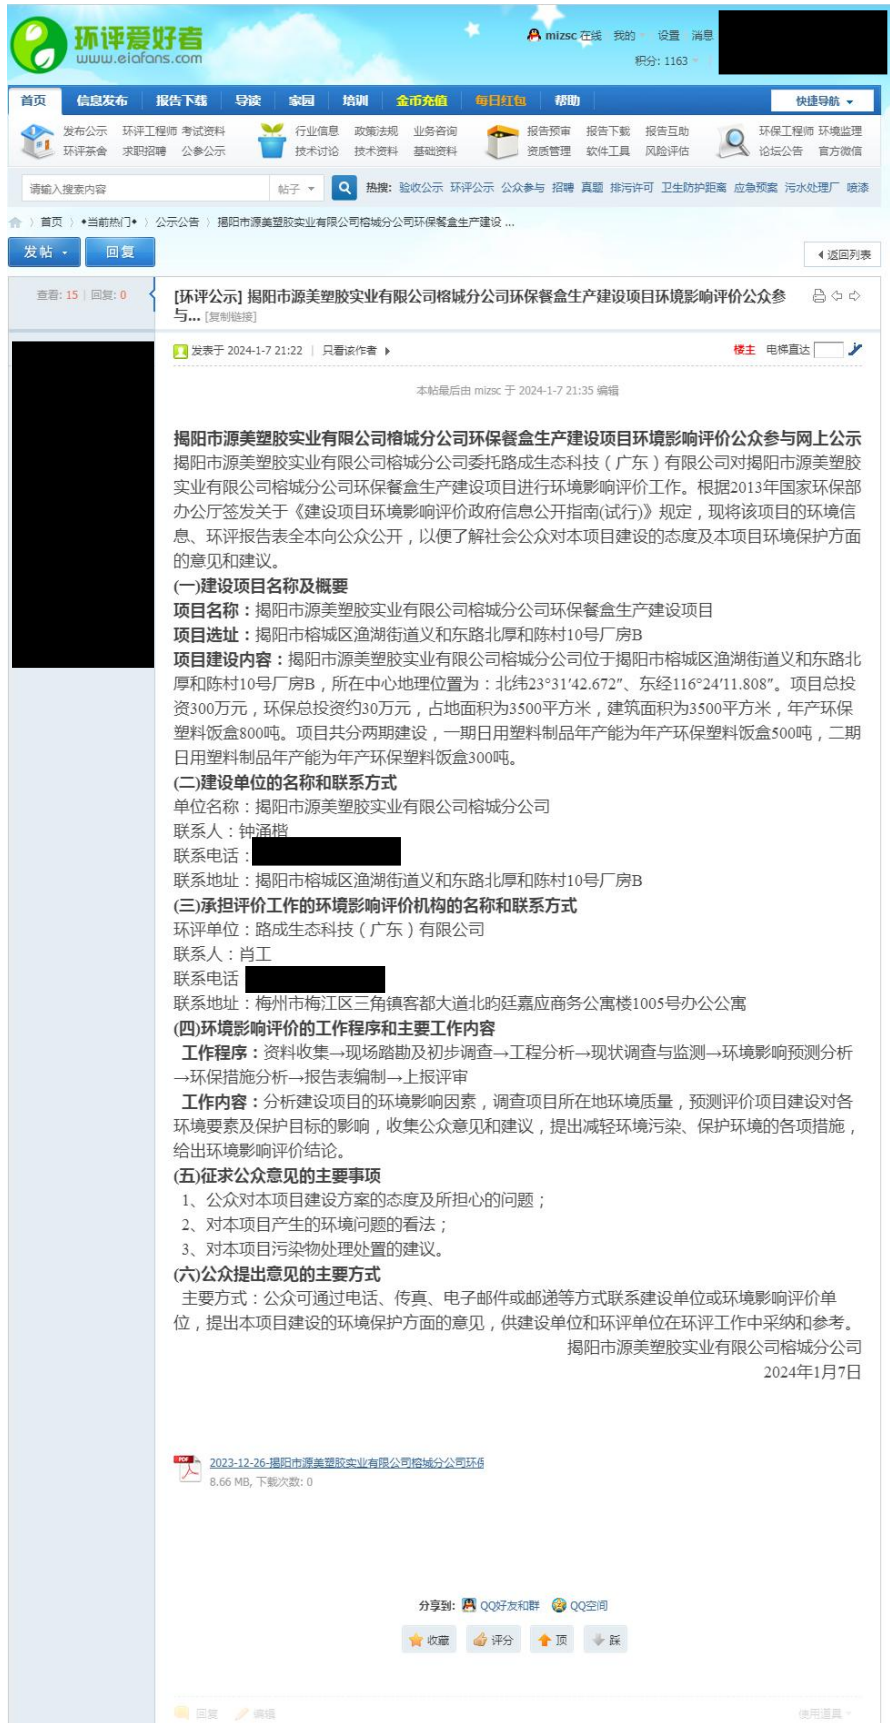 环评爱好者
www.eiafans.com
mizsc 在线 我的 设置 消息
积分: 1163
首页 信息发布 报告下载 导读 家园 培训 金币充值 每日红包 帮助 快捷导航
发布公示 环评工程师 考试资料 行业信息 政策法规 业务咨询 报告预审 报告下载 报告互助 环保工程师 环境监理
环评茶舍 求职招聘 公参公示 技术讨论 技术资料 基础资料 资质管理 软件工具 风险评估 论坛公告 官方微信
请输入搜索内容 帖子 热搜: 验收公示 环评公示 公众参与 招聘 真题 排污许可 卫生防护距离 应急预案 污水处理厂 喷漆
首页 〉 •当前热门• 〉 公示公告 〉 揭阳市源美塑胶实业有限公司榕城分公司环保餐盒生产建设 ...
发帖 回复 返回列表
查看: 15 | 回复: 0
[环评公示] 揭阳市源美塑胶实业有限公司榕城分公司环保餐盒生产建设项目环境影响评价公众参
与... [复制链接]
发表于 2024-1-7 21:22 | 只看该作者 楼主 电梯直达
本帖最后由 mizsc 于 2024-1-7 21:35 编辑
揭阳市源美塑胶实业有限公司榕城分公司环保餐盒生产建设项目环境影响评价公众参与网上公示
揭阳市源美塑胶实业有限公司榕城分公司委托路成生态科技（广东）有限公司对揭阳市源美塑胶
实业有限公司榕城分公司环保餐盒生产建设项目进行环境影响评价工作。根据2013年国家环保部
办公厅签发关于《建设项目环境影响评价政府信息公开指南(试行)》规定，现将该项目的环境信
息、环评报告表全本向公众公开，以便了解社会公众对本项目建设的态度及本项目环境保护方面
的意见和建议。
(一)建设项目名称及概要
项目名称：揭阳市源美塑胶实业有限公司榕城分公司环保餐盒生产建设项目
项目选址：揭阳市榕城区渔湖街道义和东路北厚和陈村10号厂房B
项目建设内容：揭阳市源美塑胶实业有限公司榕城分公司位于揭阳市榕城区渔湖街道义和东路北
厚和陈村10号厂房B，所在中心地理位置为：北纬23°31′42.672″、东经116°24′11.808″。项目总投
资300万元，环保总投资约30万元，占地面积为3500平方米，建筑面积为3500平方米，年产环保
塑料饭盒800吨。项目共分两期建设，一期日用塑料制品年产能为年产环保塑料饭盒500吨，二期
日用塑料制品年产能为年产环保塑料饭盒300吨。
(二)建设单位的名称和联系方式
单位名称：揭阳市源美塑胶实业有限公司榕城分公司
联系人：钟涌楷
联系电话：
联系地址：揭阳市榕城区渔湖街道义和东路北厚和陈村10号厂房B
(三)承担评价工作的环境影响评价机构的名称和联系方式
环评单位：路成生态科技（广东）有限公司
联系人：肖工
联系电话
联系地址：梅州市梅江区三角镇客都大道北昀廷嘉应商务公寓楼1005号办公公寓
(四)环境影响评价的工作程序和主要工作内容
工作程序：资料收集→现场踏勘及初步调查→工程分析→现状调查与监测→环境影响预测分析
→环保措施分析→报告表编制→上报评审
工作内容：分析建设项目的环境影响因素，调查项目所在地环境质量，预测评价项目建设对各
环境要素及保护目标的影响，收集公众意见和建议，提出减轻环境污染、保护环境的各项措施，
给出环境影响评价结论。
(五)征求公众意见的主要事项
1、公众对本项目建设方案的态度及所担心的问题；
2、对本项目产生的环境问题的看法；
3、对本项目污染物处理处置的建议。
(六)公众提出意见的主要方式
主要方式：公众可通过电话、传真、电子邮件或邮递等方式联系建设单位或环境影响评价单
位，提出本项目建设的环境保护方面的意见，供建设单位和环评单位在环评工作中采纳和参考。
揭阳市源美塑胶实业有限公司榕城分公司
2024年1月7日
PDF
2023-12-26-揭阳市源美塑胶实业有限公司榕城分公司环保
8.66 MB, 下载次数: 0
分享到: QQ好友和群 QQ空间
收藏 评分 顶 踩
回复 编辑 使用道具